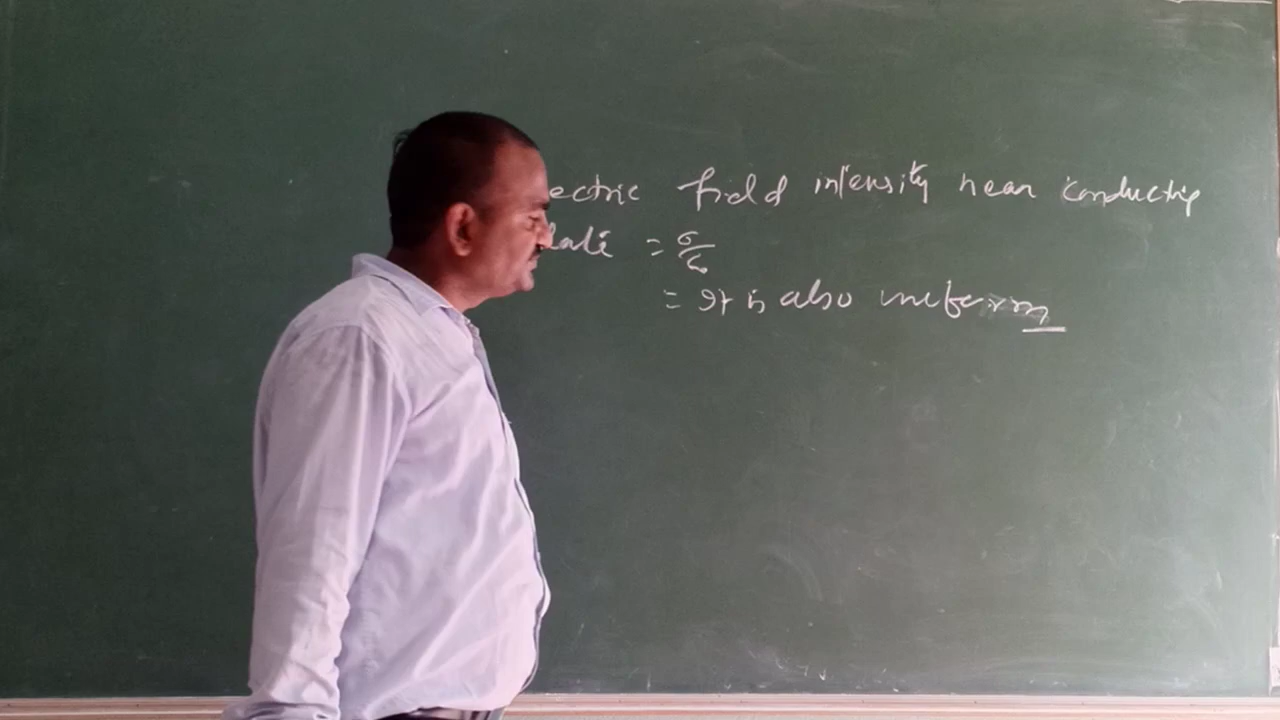 ectric field intensity near conducting
late = σ/ε₀
= It is also uniform